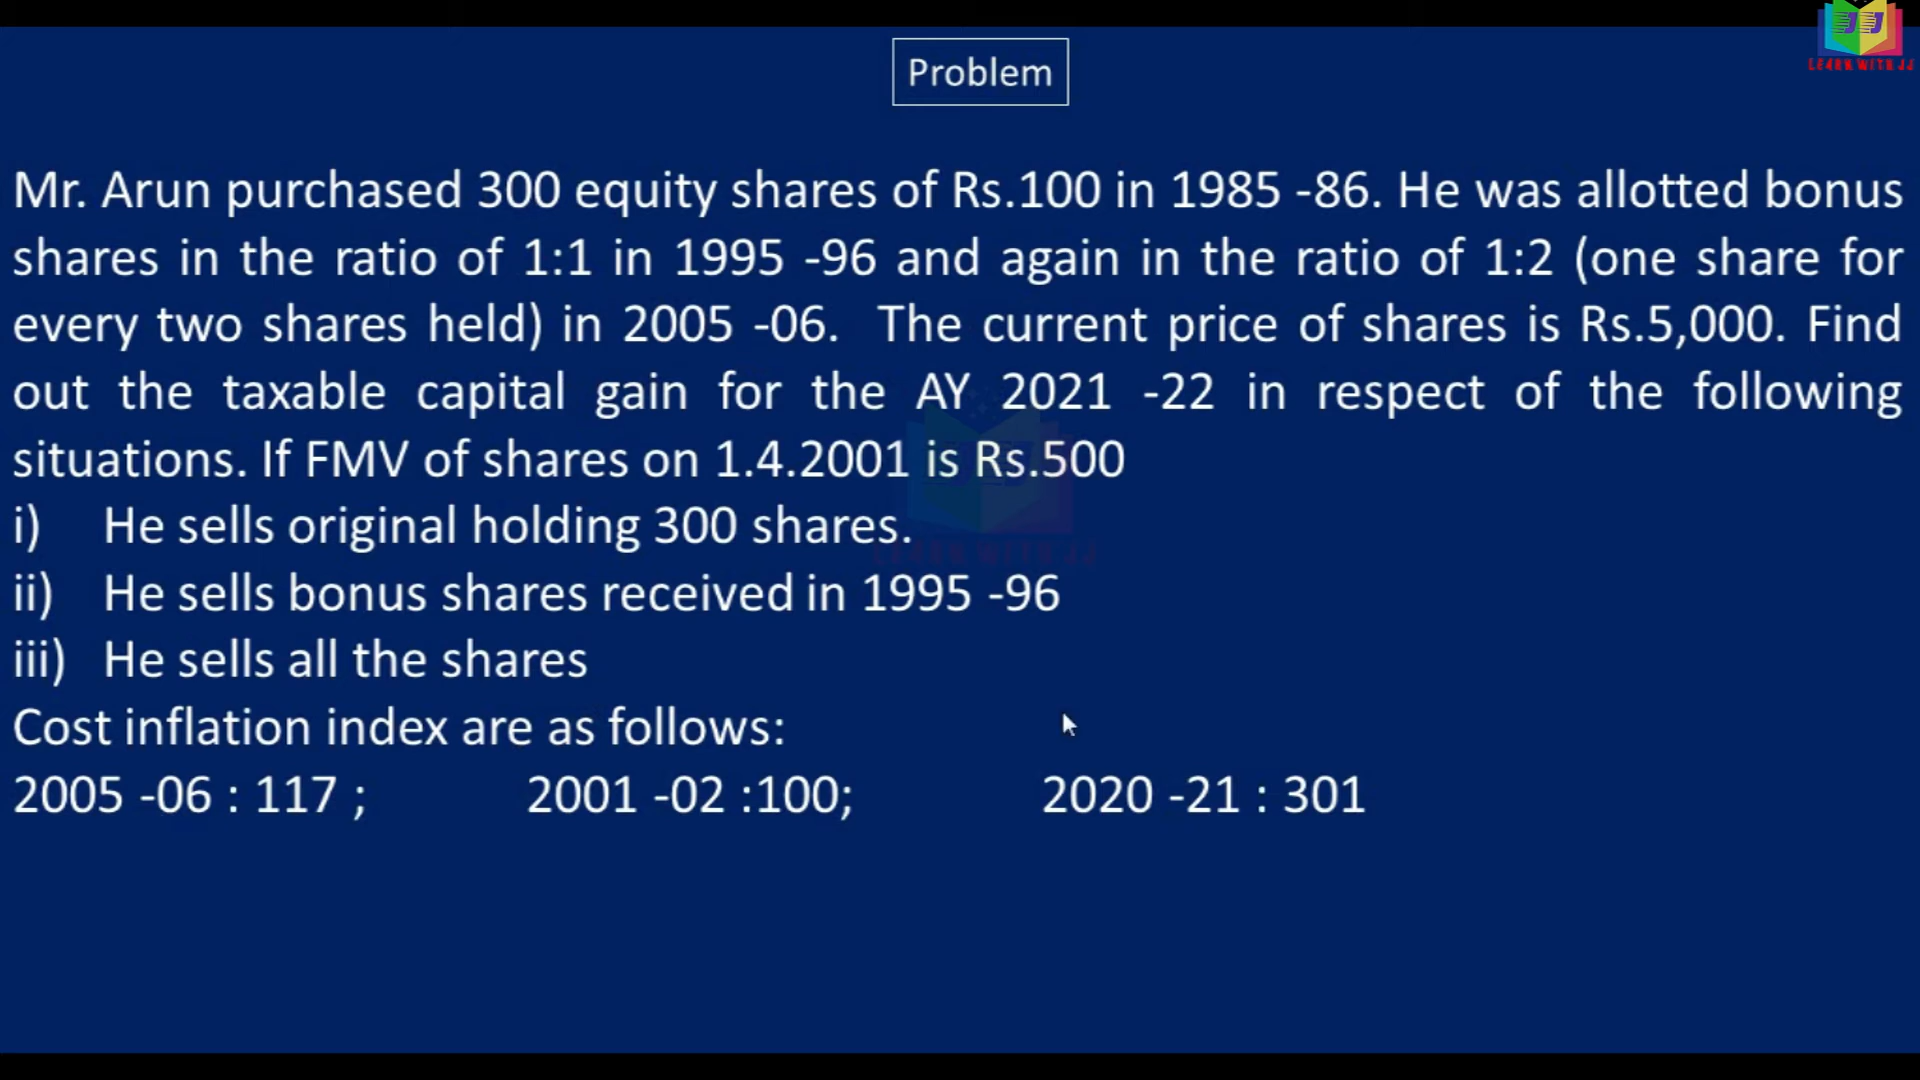 LEARN WITH JJ
Problem
Mr. Arun purchased 300 equity shares of Rs.100 in 1985 -86. He was allotted bonus
shares in the ratio of 1:1 in 1995 -96 and again in the ratio of 1:2 (one share for
every two shares held) in 2005 -06. The current price of shares is Rs.5,000. Find
out the taxable capital gain for the AY 2021 -22 in respect of the following
situations. If FMV of shares on 1.4.2001 is Rs.500
i) He sells original holding 300 shares.
LEARN WITH JJ
ii) He sells bonus shares received in 1995 -96
iii) He sells all the shares
Cost inflation index are as follows:
2005 -06 : 117 ; 2001 -02 :100; 2020 -21 : 301